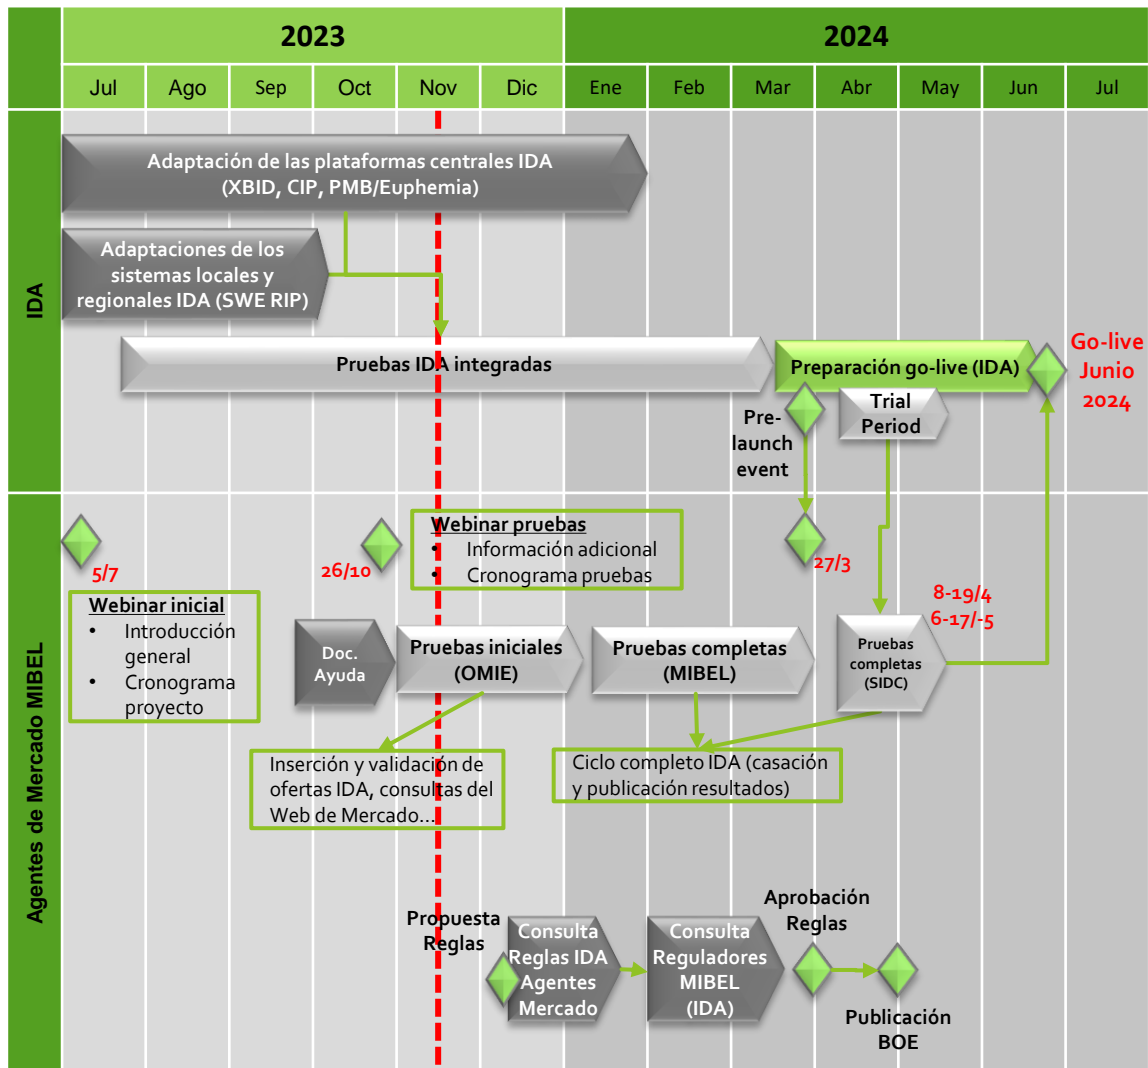 2023
2024
Jul
Ago
Sep
Oct
Nov
Dic
Ene
Feb
Mar
Abr
May
Jun
Jul
IDA
Adaptación de las plataformas centrales IDA
(XBID, CIP, PMB/Euphemia)
Adaptaciones de los
sistemas locales y
regionales IDA (SWE RIP)
Pruebas IDA integradas
Preparación go-live (IDA)
Go-live
Junio
2024
Trial
Period
Pre-
launch
event
Agentes de Mercado MIBEL
5/7
Webinar inicial
• Introducción
general
• Cronograma
proyecto
26/10
Webinar pruebas
• Información adicional
• Cronograma pruebas
27/3
8-19/4
6-17/-5
Doc.
Ayuda
Pruebas iniciales
(OMIE)
Pruebas completas
(MIBEL)
Pruebas
completas
(SIDC)
Inserción y validación de
ofertas IDA, consultas del
Web de Mercado...
Ciclo completo IDA (casación
y publicación resultados)
Propuesta
Reglas
Consulta
Reglas IDA
Agentes
Mercado
Consulta
Reguladores
MIBEL
(IDA)
Aprobación
Reglas
Publicación
BOE